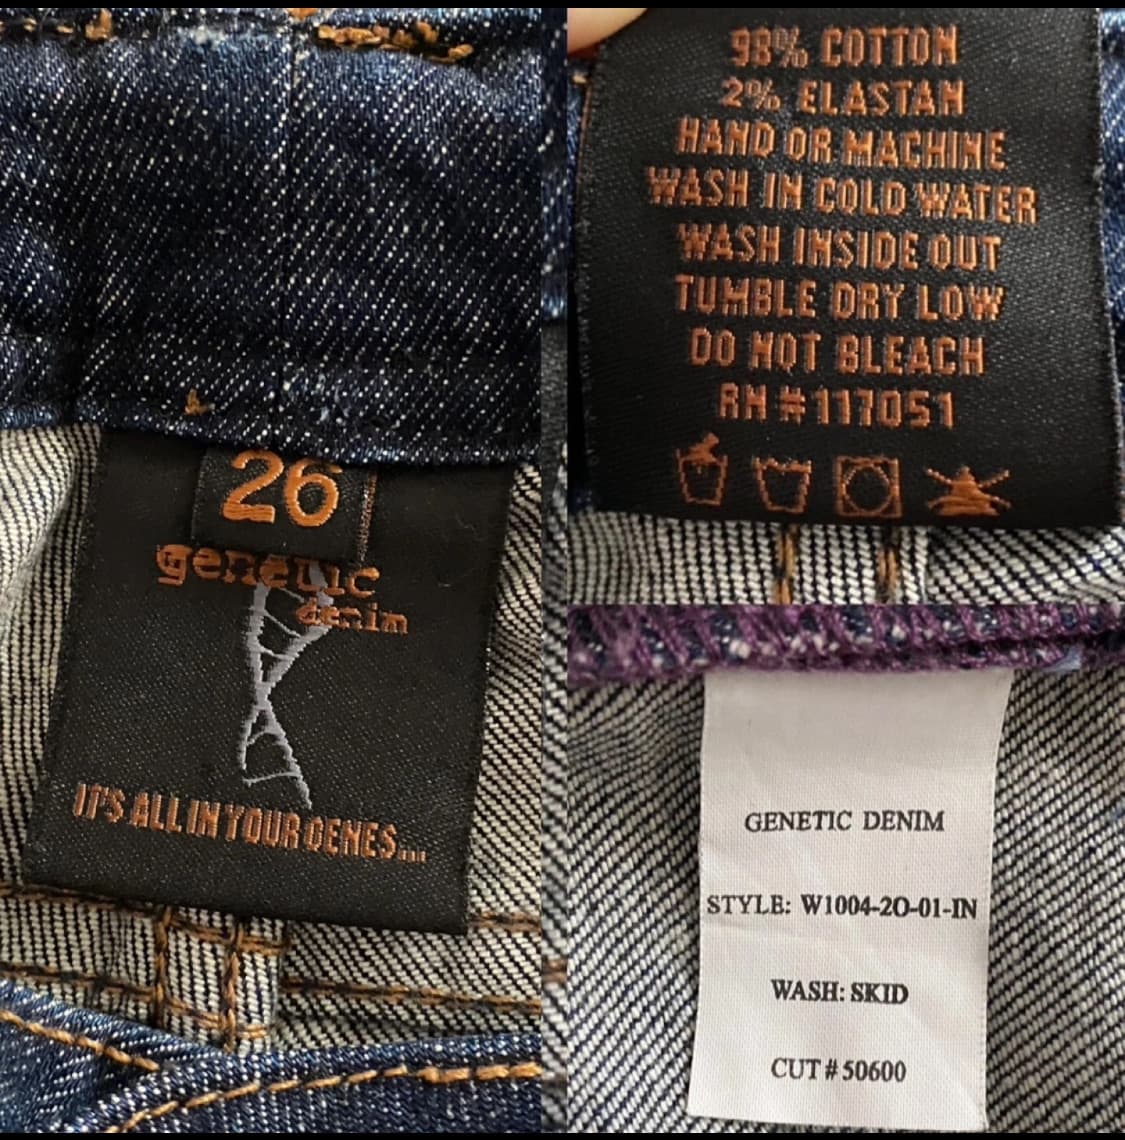 26
genetic
denim
IT'S ALL IN YOUR GENES...
98% COTTON
2% ELASTAN
HAND OR MACHINE
WASH IN COLD WATER
WASH INSIDE OUT
TUMBLE DRY LOW
DO NOT BLEACH
RN #117051
GENETIC DENIM
STYLE: W1004-2O-01-IN
WASH: SKID
CUT # 50600